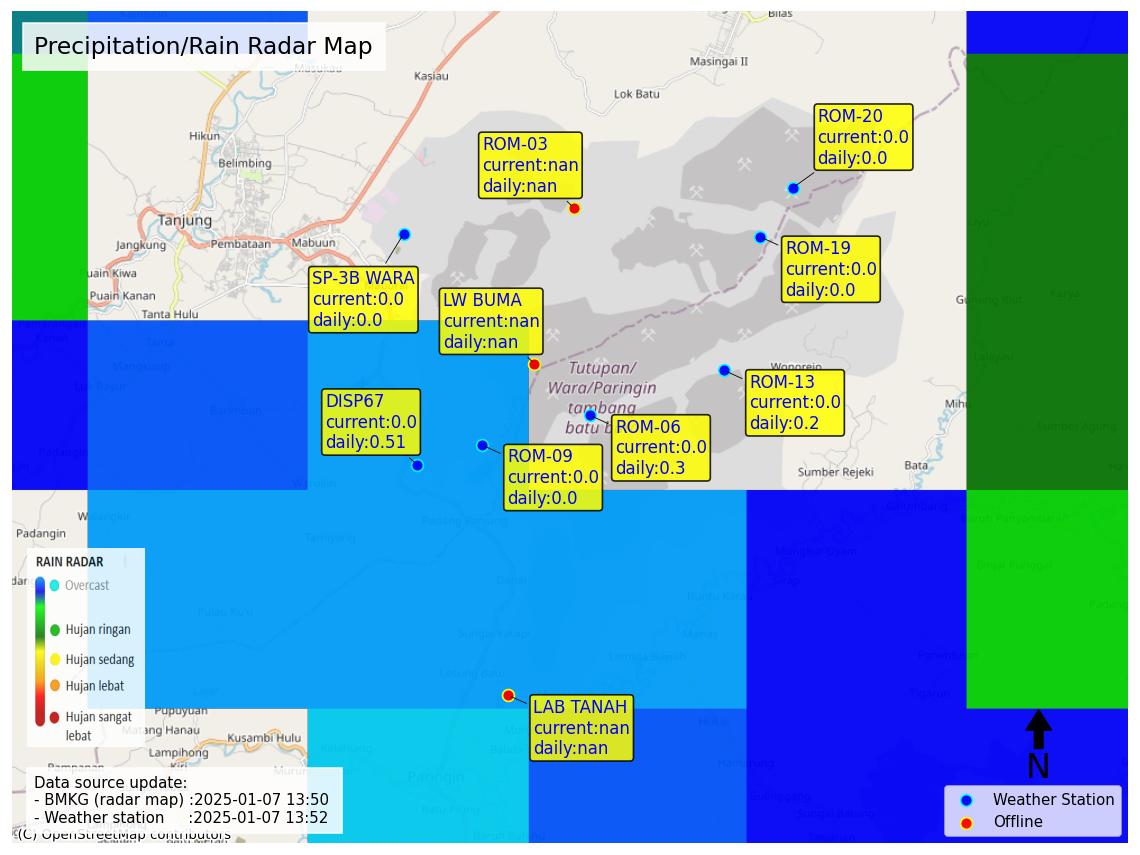 Precipitation/Rain Radar Map
Bilas
Masingai II
Kasiau
Lok Batu
ROM-20
current:0.0
daily:0.0
ROM-03
current:nan
daily:nan
Hikun
Belimbing
Tanjung
Jangkung
Pembataan
Mabuun
ROM-19
current:0.0
daily:0.0
SP-3B WARA
current:0.0
daily:0.0
Puain Kiwa
Puain Kanan
Tanta Hulu
LW BUMA
current:nan
daily:nan
Karya
Lalayau
Tutupan/
Wara/Paringin
tambang
batu b
Wonorejo
ROM-13
current:0.0
daily:0.2
DISP67
current:0.0
daily:0.51
ROM-06
current:0.0
daily:0.3
ROM-09
current:0.0
daily:0.0
Sumber Agung
Sumber Rejeki
Bata
Padangin
RAIN RADAR
Overcast
Hujan ringan
Hujan sedang
Hujan lebat
Hujan sangat
lebat
LAB TANAH
current:nan
daily:nan
Matang Hanau
Lampihong
Kusambi Hulu
Paringin
N
Data source update:
- BMKG (radar map) :2025-01-07 13:50
- Weather station :2025-01-07 13:52
(C) OpenStreetMap contributors
Weather Station
Offline